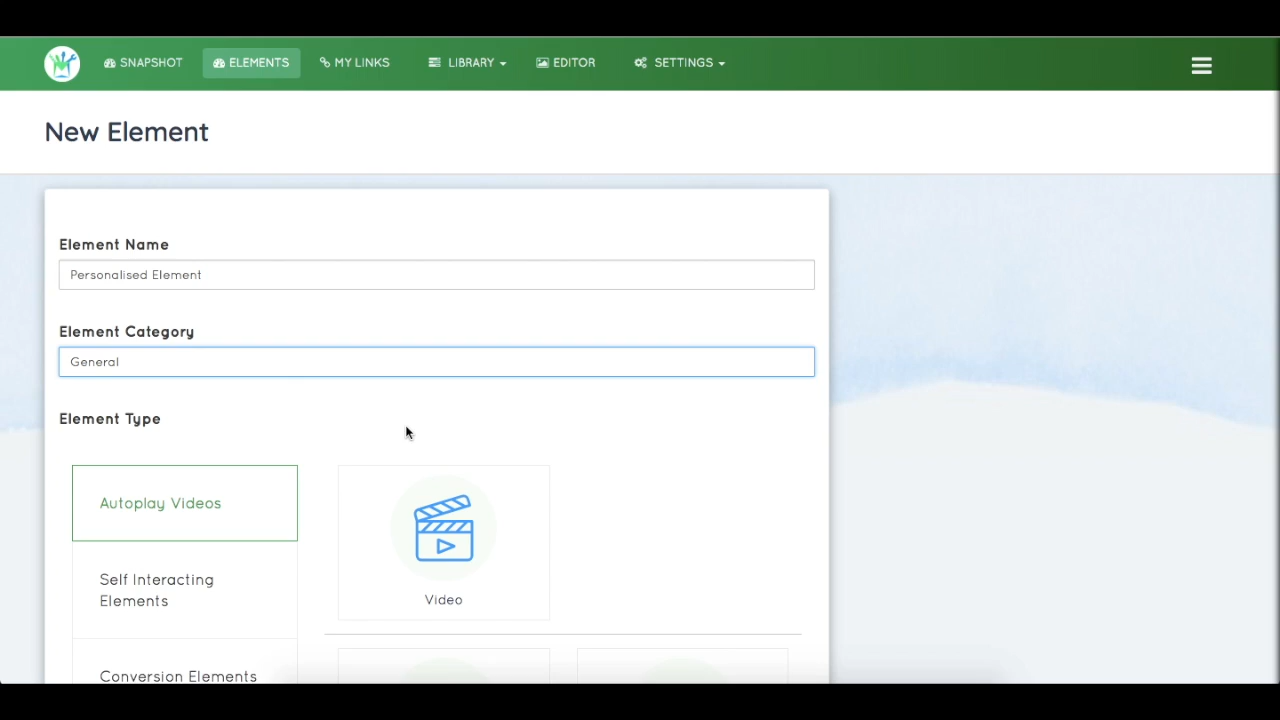 SNAPSHOT ELEMENTS MY LINKS LIBRARY EDITOR SETTINGS
New Element
Element Name
Personalised Element
Element Category
General
Element Type
Autoplay Videos
Self Interacting
Elements
Video
Conversion Elements